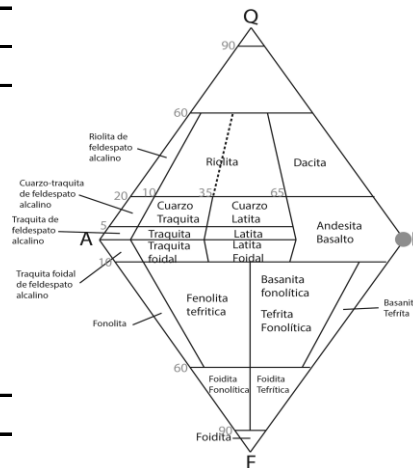 Q
90
60
Riolita de
feldespato
alcalino
Riolita
Dacita
Cuarzo-traquita
de feldespato
alcalino
20
10
35
65
Cuarzo
Traquita
Cuarzo
Latita
Traquita de
feldespato
alcalino
5
Traquita
Latita
Andesita
Basalto
A
Traquita
foidal
Latita
Foidal
10
Traquita foidal
de feldespato
alcalino
Fenolita
tefritica
Basanita
fonolítica
Tefrita
Fonolítica
Fonolita
Basanit
Tefrita
60
Foidita
Fonolítica
Foidita
Tefrítica
90
Foidita
F